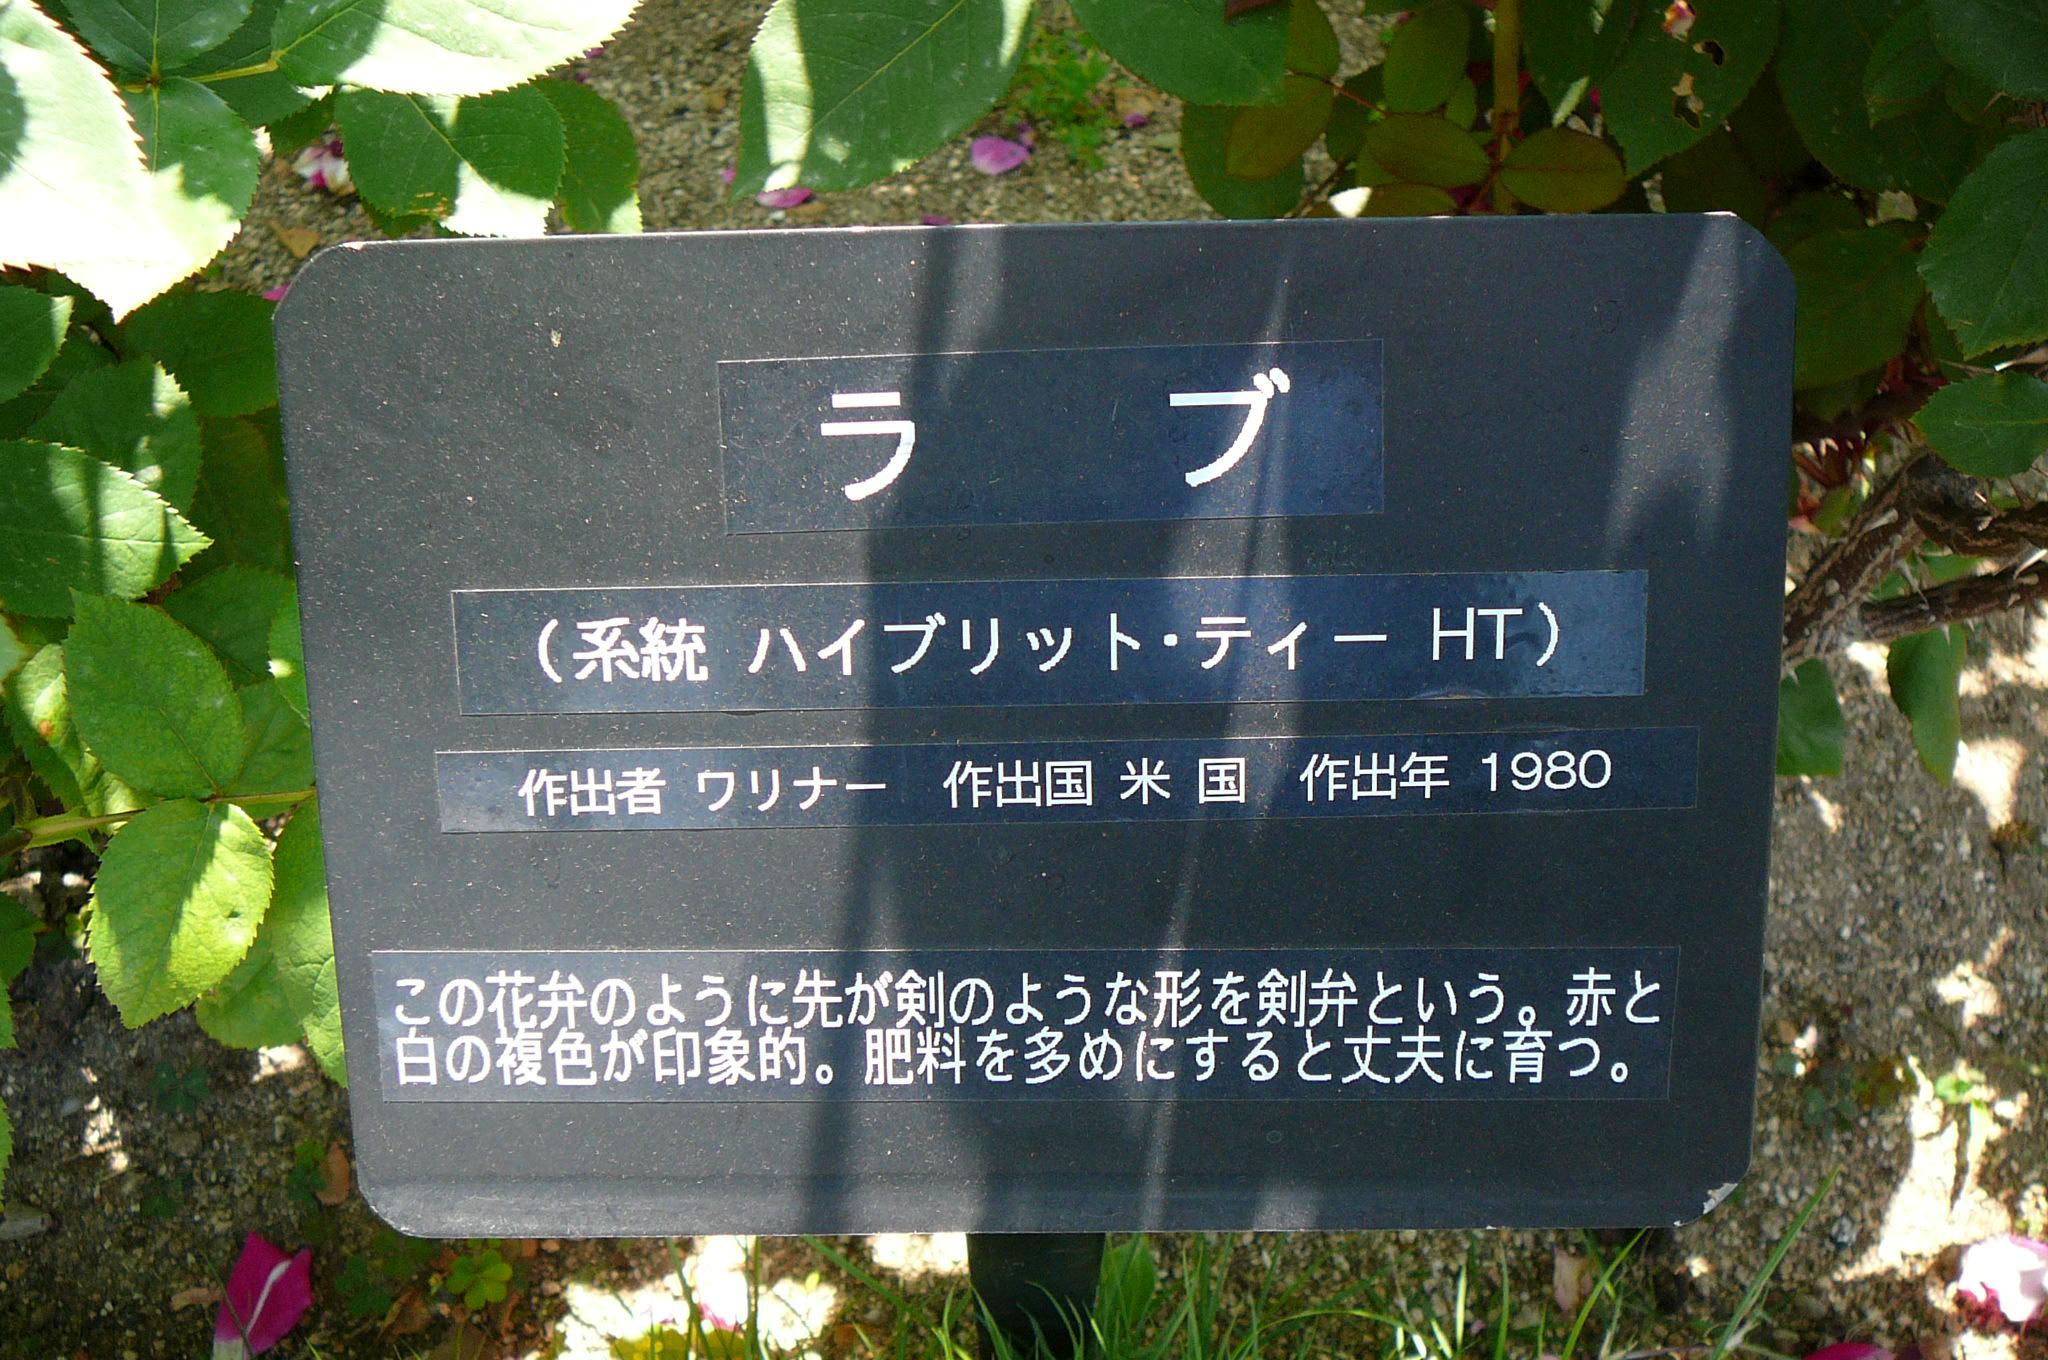 ラブ
(系統 ハイブリット・ティー HT)
作出者 ワリナー 作出国 米国 作出年 1980
この花弁のように先が剣のような形を剣弁という。赤と
白の複色が印象的。肥料を多めにすると丈夫に育つ。